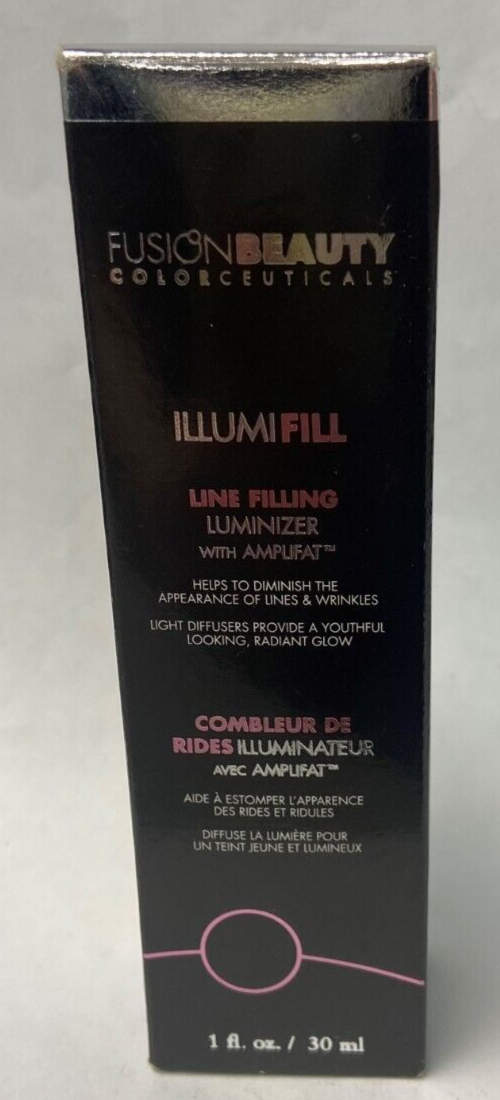 FUSIONBEAUTY
COLORCEUTICALS
ILLUMIFILL
LINE FILLING
LUMINIZER
WITH AMPLIFAT™
HELPS TO DIMINISH THE
APPEARANCE OF LINES & WRINKLES
LIGHT DIFFUSERS PROVIDE A YOUTHFUL
LOOKING, RADIANT GLOW
COMBLEUR DE
RIDES ILLUMINATEUR
AVEC AMPLIFAT™
AIDE À ESTOMPER L'APPARENCE
DES RIDES ET RIDULES
DIFFUSE LA LUMIÈRE POUR
UN TEINT JEUNE ET LUMINEUX
1 fl. oz. / 30 ml